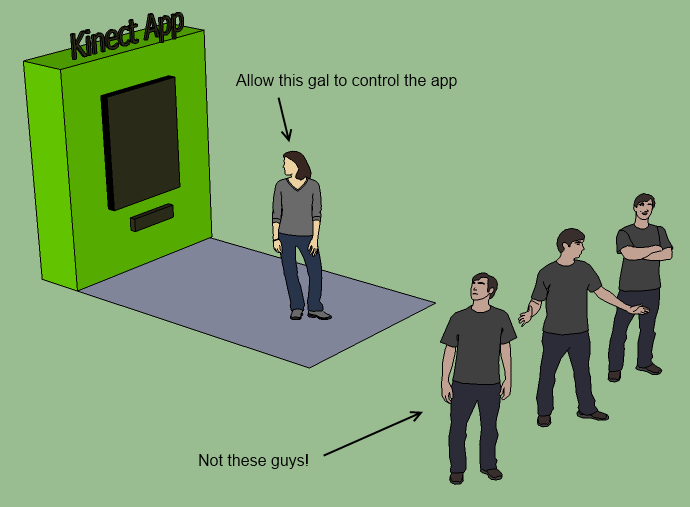 Kinect App
Allow this gal to control the app
Not these guys!